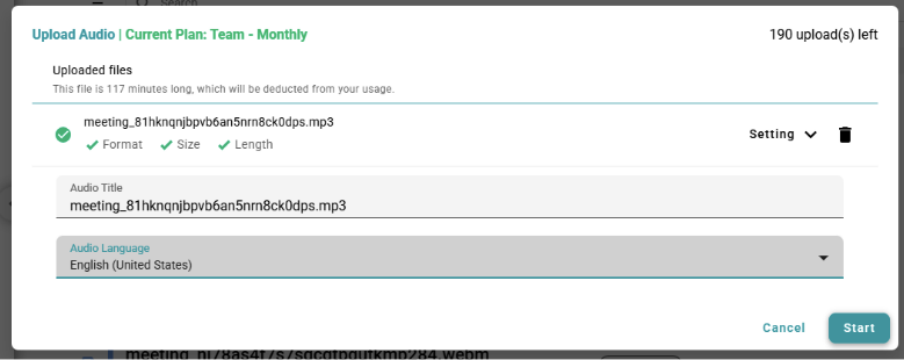 Search
Upload Audio | Current Plan: Team - Monthly
190 upload(s) left
Uploaded files
This file is 117 minutes long, which will be deducted from your usage.
meeting_81hknqnjbpvb6an5nrn8ck0dps.mp3
Format Size Length
Setting
Audio Title
meeting_81hknqnjbpvb6an5nrn8ck0dps.mp3
Audio Language
English (United States)
Cancel
Start